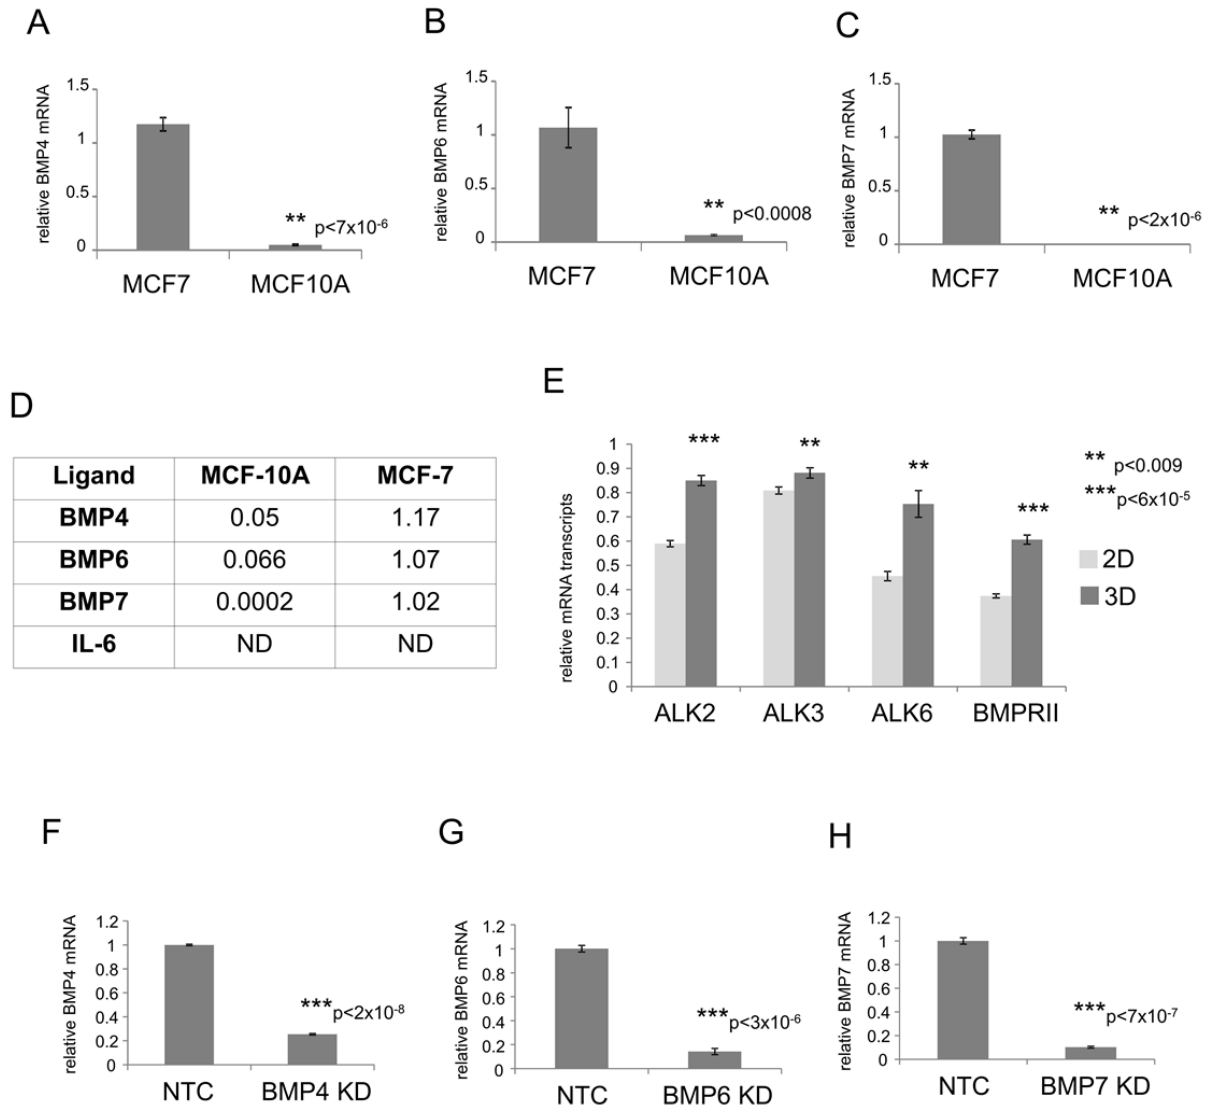 A
B
C
relative BMP4 mRNA
1.5
1
0.5
0
** p<7x10-6
MCF7 MCF10A
relative BMP6 mRNA
1.5
1
0.5
0
** p<0.0008
MCF7 MCF10A
relative BMP7 mRNA
1.5
1
0.5
0
** p<2x10-6
MCF7 MCF10A
D
Ligand MCF-10A MCF-7
BMP4 0.05 1.17
BMP6 0.066 1.07
BMP7 0.0002 1.02
IL-6 ND ND
E
relative mRNA transcripts
1
0.9
0.8
0.7
0.6
0.5
0.4
0.3
0.2
0.1
0
*** ** ** ***
ALK2 ALK3 ALK6 BMPRII
** p<0.009
***p<6x10-5
2D
3D
F
relative BMP4 mRNA
1.2
1
0.8
0.6
0.4
0.2
0
***p<2x10-8
NTC BMP4 KD
G
relative BMP6 mRNA
1.2
1
0.8
0.6
0.4
0.2
0
***p<3x10-6
NTC BMP6 KD
H
relative BMP7 mRNA
1.2
1
0.8
0.6
0.4
0.2
0
***p<7x10-7
NTC BMP7 KD